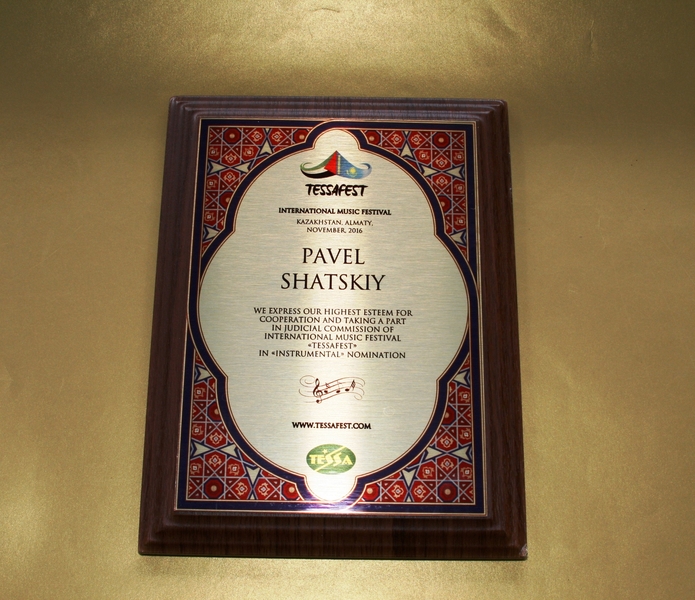 TESSAFEST
INTERNATIONAL MUSIC FESTIVAL
KAZAKHSTAN, ALMATY,
NOVEMBER, 2016
PAVEL
SHATSKIY
WE EXPRESS OUR HIGHEST ESTEEM FOR
COOPERATION AND TAKING A PART
IN JUDICIAL COMMISSION OF
INTERNATIONAL MUSIC FESTIVAL
«TESSAFEST»
IN «INSTRUMENTAL» NOMINATION
WWW.TESSAFEST.COM
TESSA